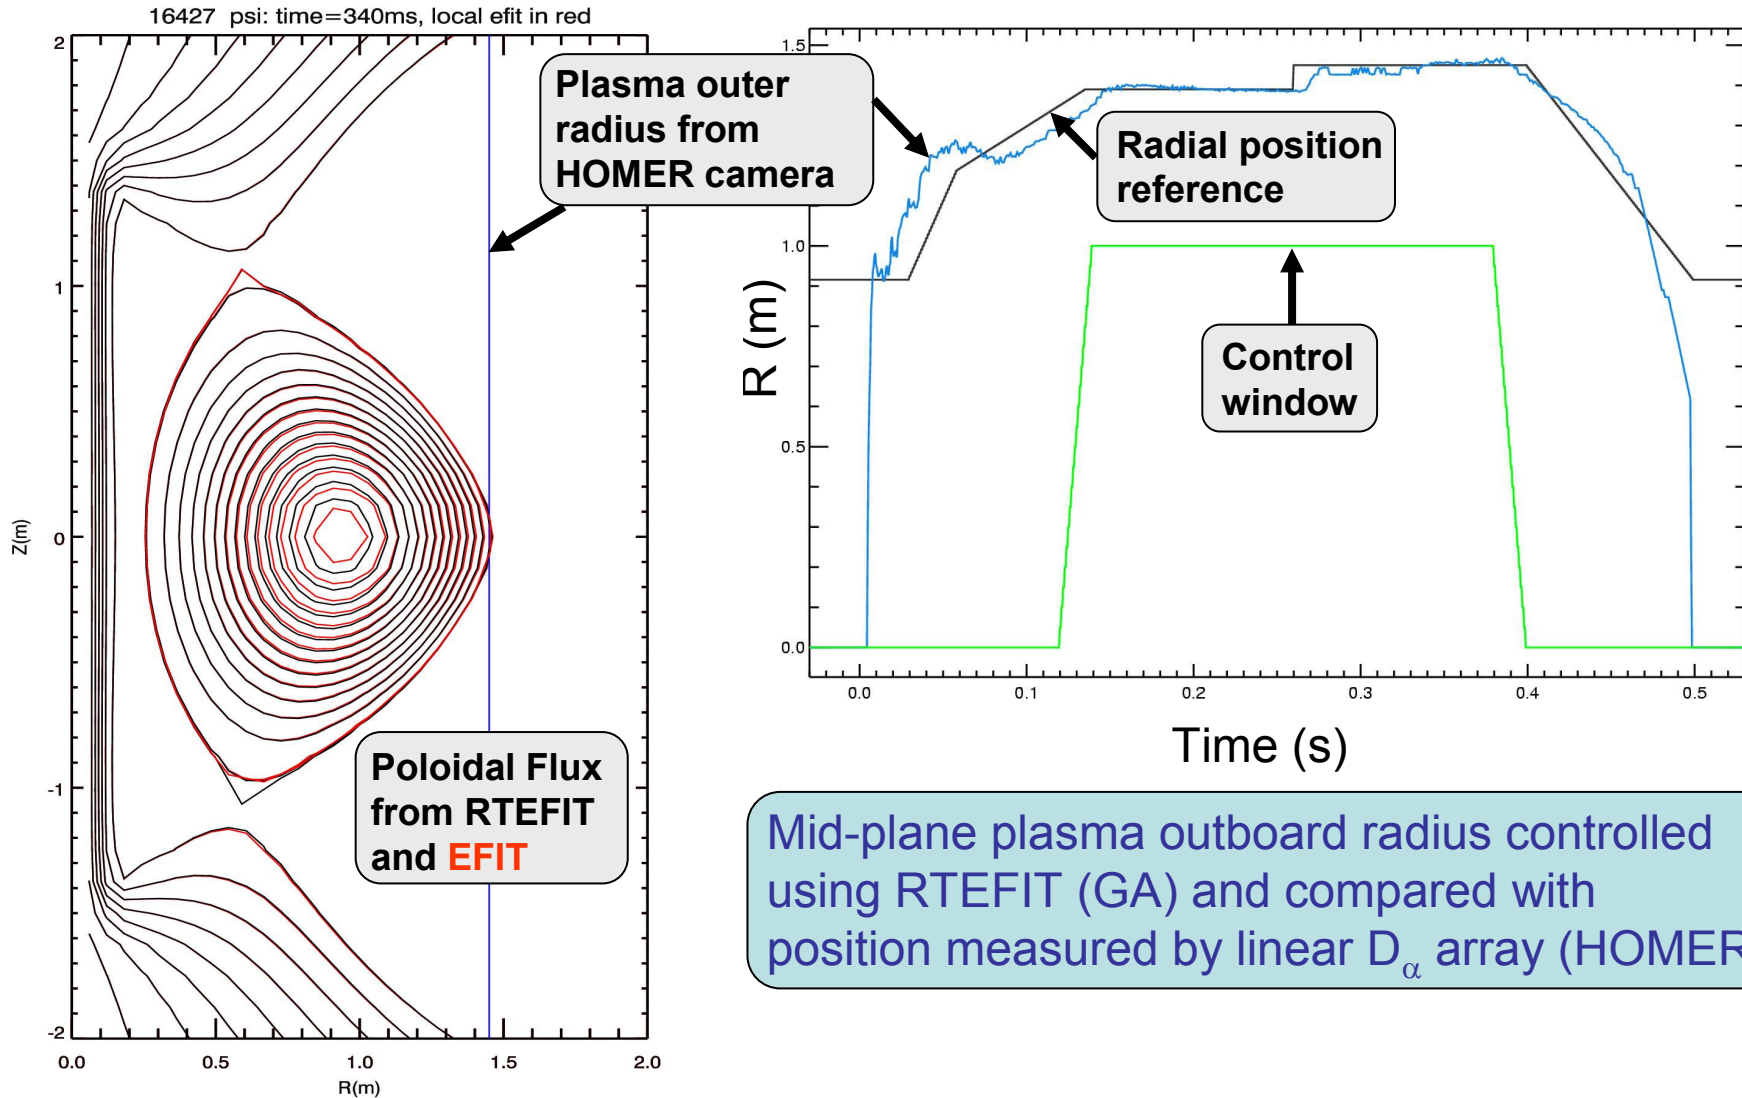 16427 psi: time=340ms, local efit in red
Plasma outer
radius from
HOMER camera
Radial position
reference
Control
window
Poloidal Flux
from RTEFIT
and EFIT
2
1
0
-1
-2
Z(m)
0.0 0.5 1.0 1.5 2.0
R(m)
1.5
1.0
0.5
0.0
R (m)
0.0 0.1 0.2 0.3 0.4 0.5
Time (s)
Mid-plane plasma outboard radius controlled
using RTEFIT (GA) and compared with
position measured by linear Dα array (HOMER